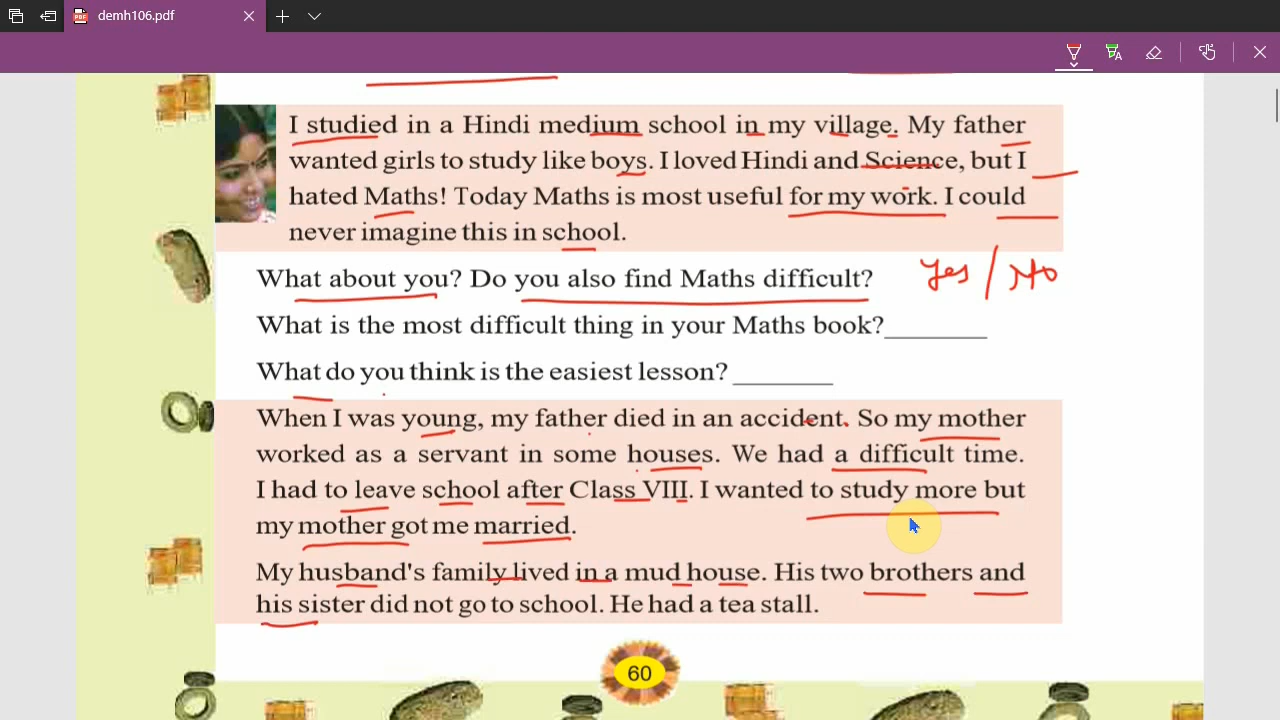 demh106.pdf
I studied in a Hindi medium school in my village. My father
wanted girls to study like boys. I loved Hindi and Science, but I
hated Maths! Today Maths is most useful for my work. I could
never imagine this in school.
What about you? Do you also find Maths difficult? Yes / No
What is the most difficult thing in your Maths book?________
What do you think is the easiest lesson? ________
When I was young, my father died in an accident. So my mother
worked as a servant in some houses. We had a difficult time.
I had to leave school after Class VIII. I wanted to study more but
my mother got me married.
My husband's family lived in a mud house. His two brothers and
his sister did not go to school. He had a tea stall.
60